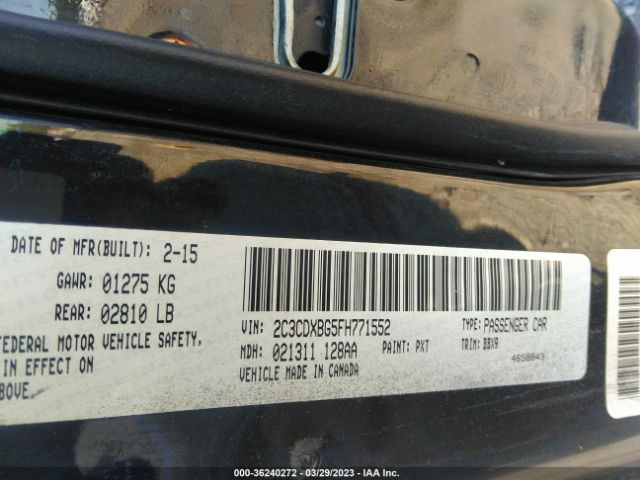 DATE OF MFR(BUILT): 2-15
GAWR: 01275 KG
REAR: 02810 LB
FEDERAL MOTOR VEHICLE SAFETY,
IN EFFECT ON
ABOVE.
VIN: 2C3CDXBG5FH771552
TYPE: PASSENGER CAR
MDH: 021311 128AA
PAINT: PXT
TRIM: BBX9
VEHICLE MADE IN CANADA
4658843
000-36240272 - 03/29/2023 - IAA Inc.